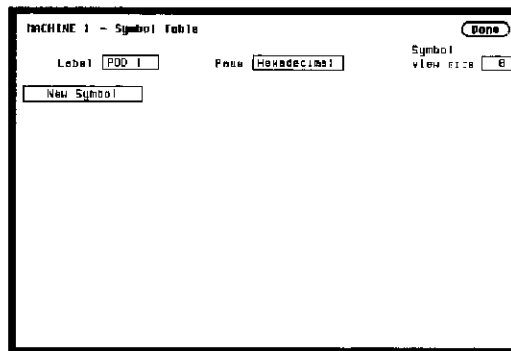 MACHINE 1 - Symbol Table
Done
Label POD 1
Base Hexadecimal
Symbol
view size 8
New Symbol